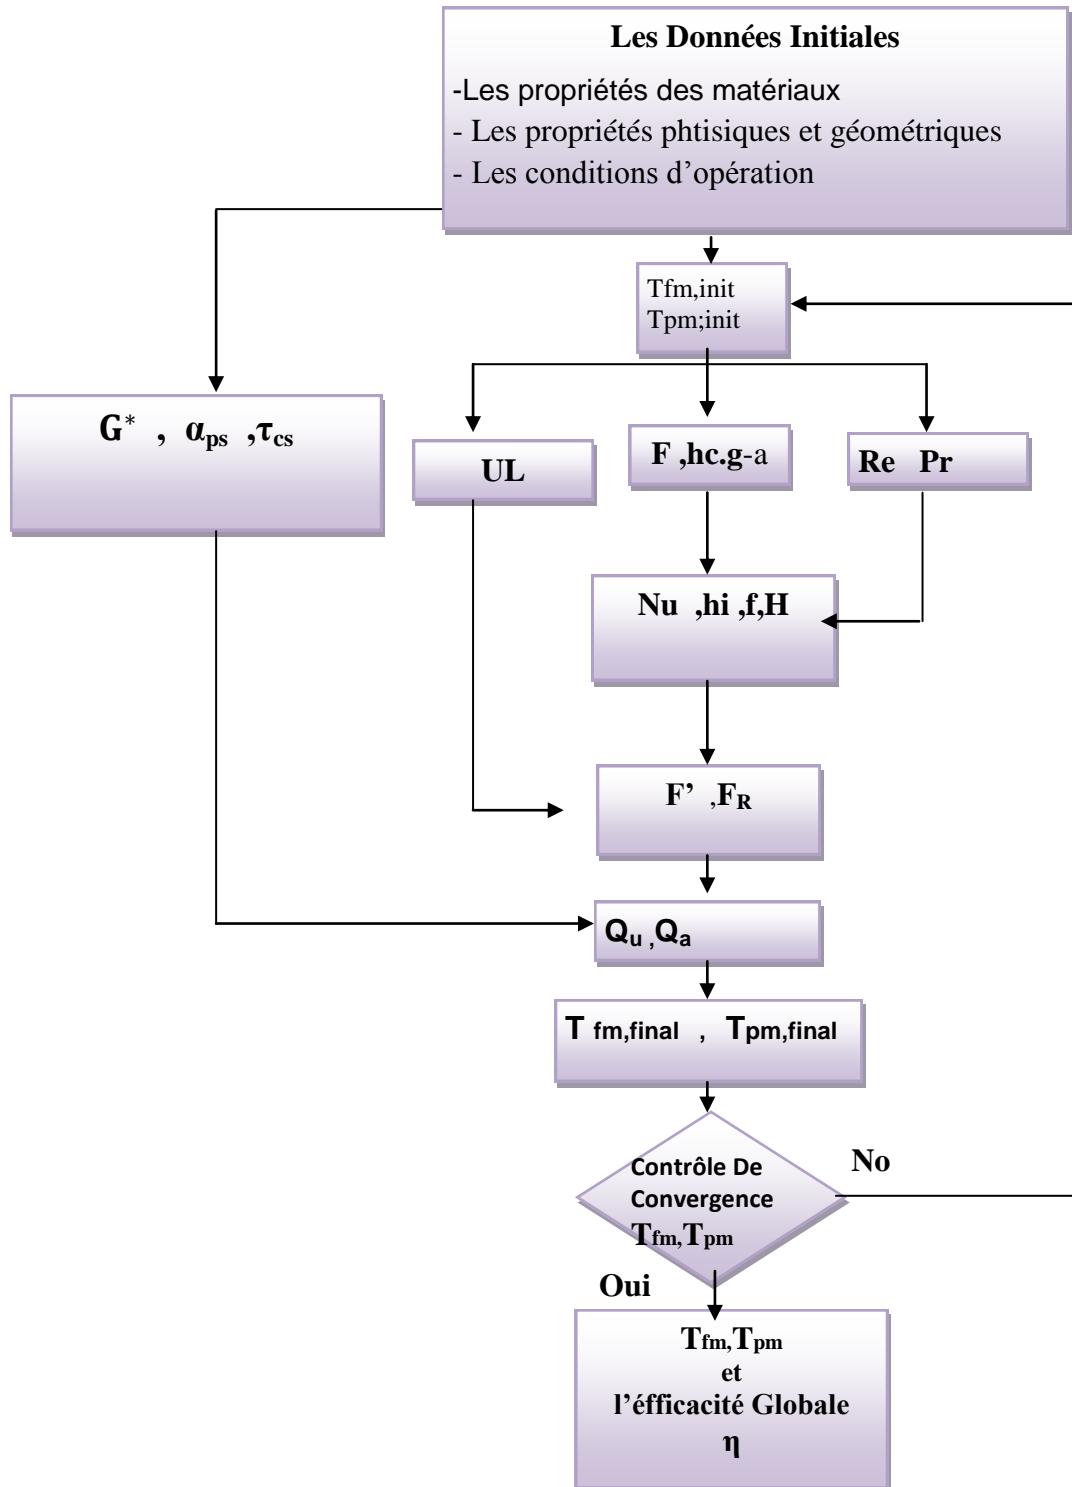 Les Données Initiales
-Les propriétés des matériaux
- Les propriétés phtisiques et géométriques
- Les conditions d’opération
Tfm,init
Tpm;init
G* , αps ,τcs
UL
F ,hc.g-a
Re Pr
Nu ,hi ,f,H
F’ ,FR
Qu ,Qa
T fm,final , Tpm,final
Contrôle De
Convergence
Tfm,Tpm
No
Oui
Tfm,Tpm
et
l’éfficacité Globale
η